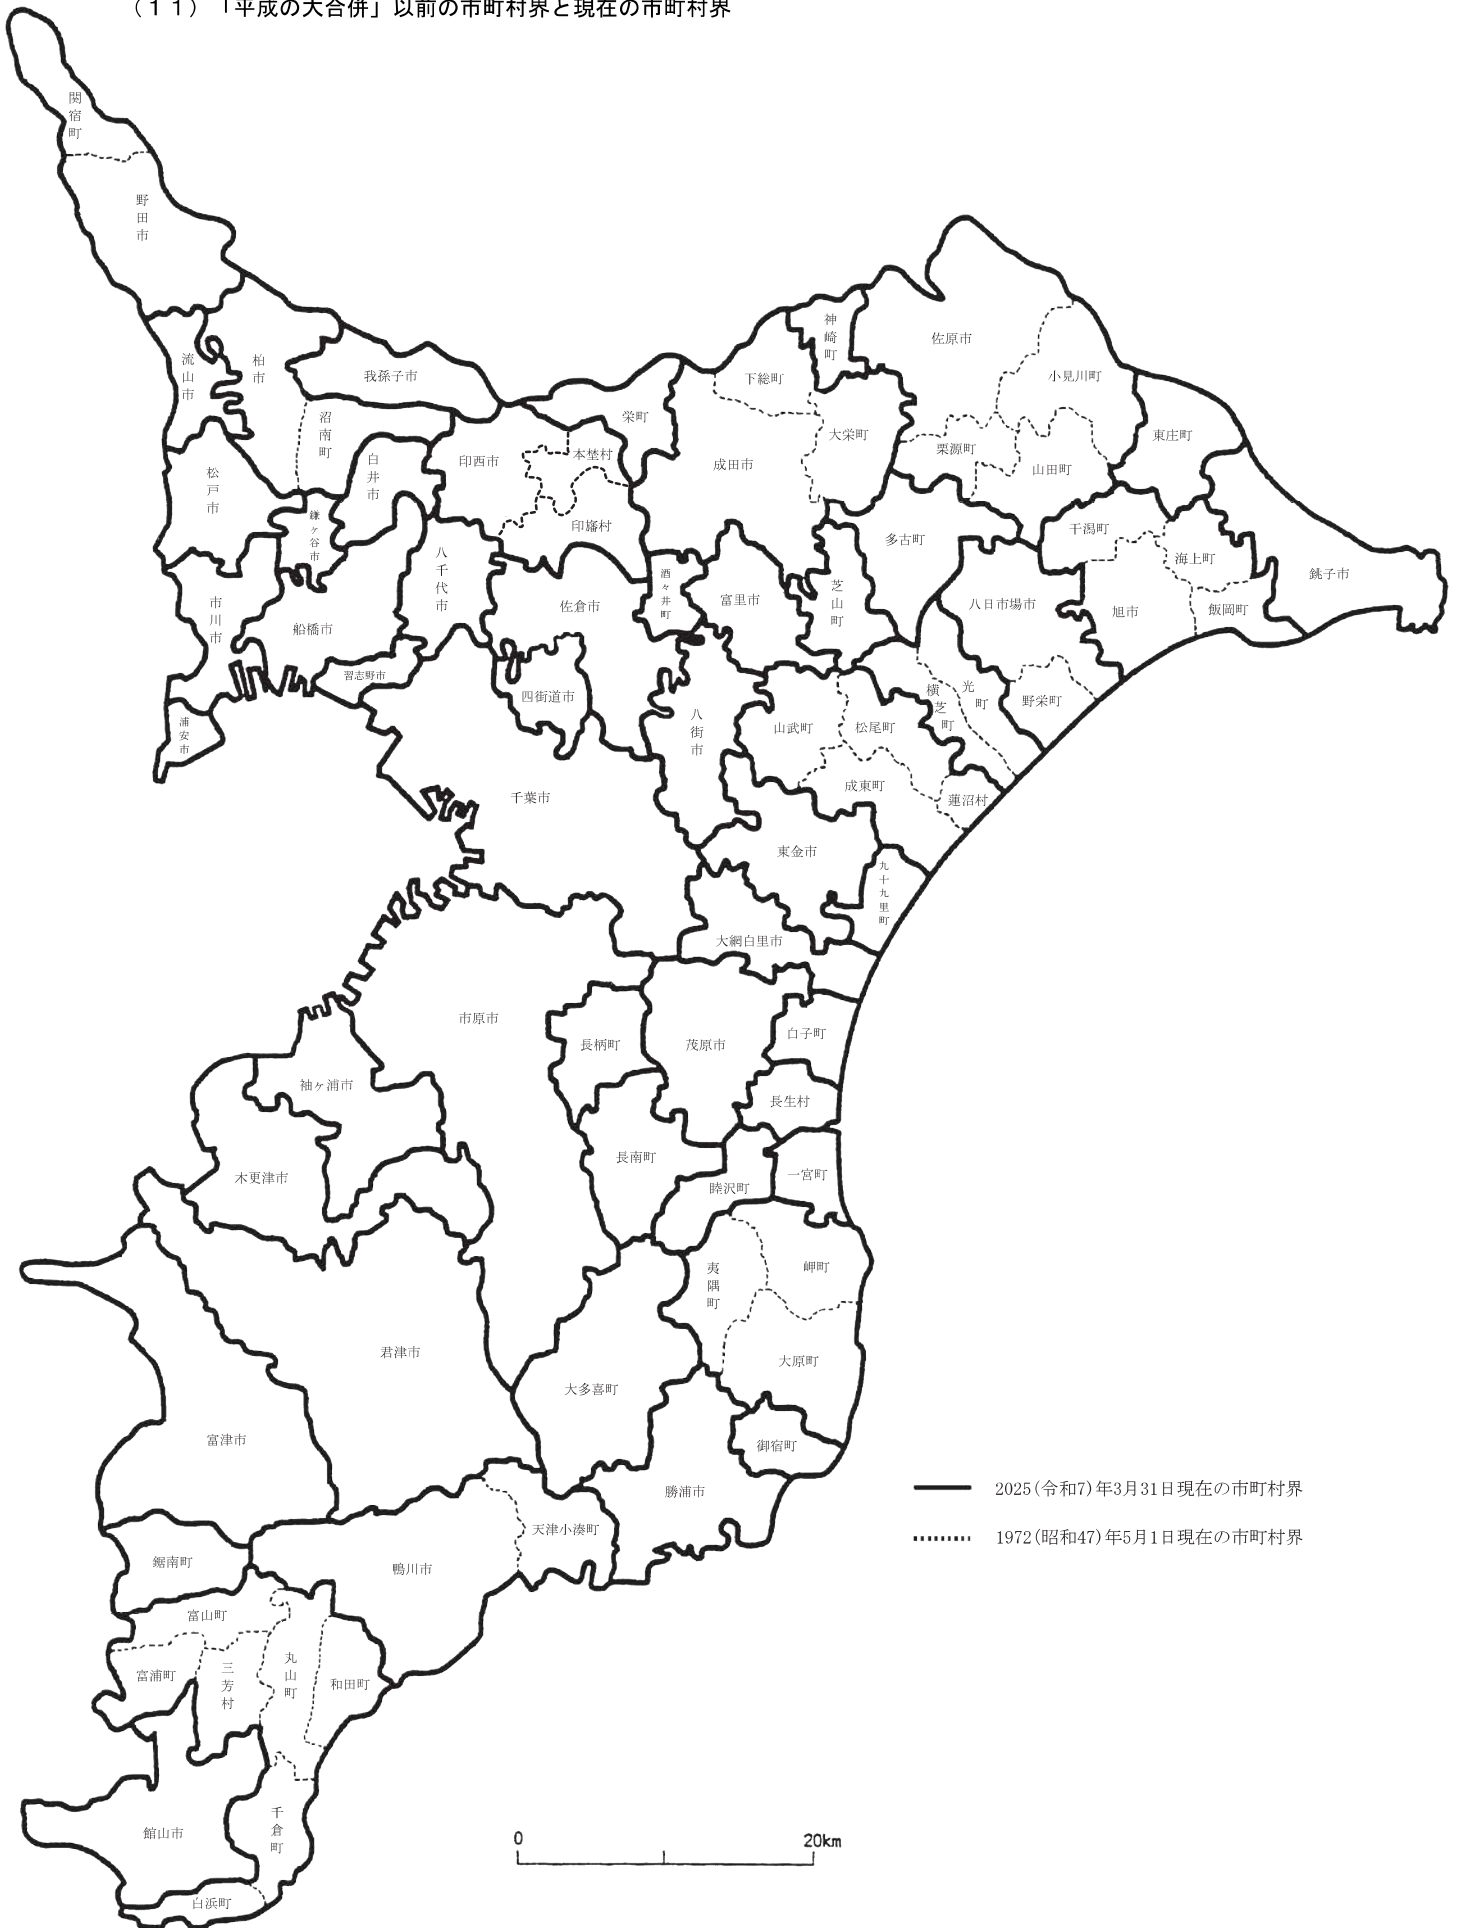 （１１）「平成の大合併」以前の市町村界と現在の市町村界
関宿町
野田市
流山市
柏市
我孫子市
沼南町
松戸市
鎌ヶ谷市
白井市
印西市
本埜村
印旛村
栄町
成田市
下総町
神崎町
大栄町
佐原市
小見川町
栗源町
山田町
東庄町
干潟町
海上町
飯岡町
銚子市
旭市
多古町
八日市場市
野栄町
光町
横芝町
芝山町
富里市
酒々井町
佐倉市
八千代市
船橋市
市川市
習志野市
浦安市
四街道市
八街市
山武町
松尾町
成東町
蓮沼村
千葉市
東金市
九十九里町
大網白里市
市原市
長柄町
茂原市
白子町
長生村
袖ヶ浦市
木更津市
長南町
睦沢町
一宮町
夷隅町
岬町
大原町
君津市
大多喜町
富津市
御宿町
勝浦市
天津小湊町
2025(令和7)年3月31日現在の市町村界
1972(昭和47)年5月1日現在の市町村界
鋸南町
鴨川市
富山町
富浦町
三芳村
丸山町
和田町
館山市
千倉町
白浜町
0
20km